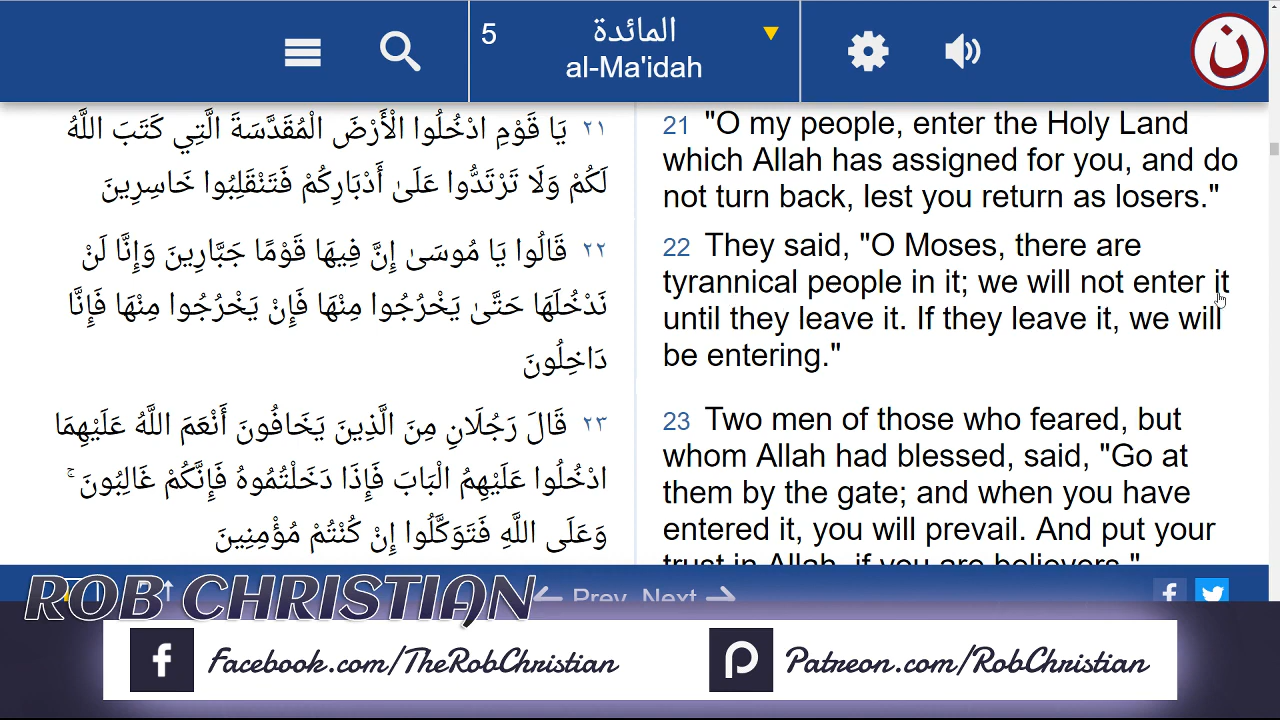 5
المائدة
al-Ma'idah
ن
٢١ يَا قَوْمِ ادْخُلُوا الْأَرْضَ الْمُقَدَّسَةَ الَّتِي كَتَبَ اللَّهُ
لَكُمْ وَلَا تَرْتَدُّوا عَلَىٰ أَدْبَارِكُمْ فَتَنْقَلِبُوا خَاسِرِينَ
٢٢ قَالُوا يَا مُوسَىٰ إِنَّ فِيهَا قَوْمًا جَبَّارِينَ وَإِنَّا لَنْ
نَدْخُلَهَا حَتَّىٰ يَخْرُجُوا مِنْهَا فَإِنْ يَخْرُجُوا مِنْهَا فَإِنَّا
دَاخِلُونَ
٢٣ قَالَ رَجُلَانِ مِنَ الَّذِينَ يَخَافُونَ أَنْعَمَ اللَّهُ عَلَيْهِمَا
ادْخُلُوا عَلَيْهِمُ الْبَابَ فَإِذَا دَخَلْتُمُوهُ فَإِنَّكُمْ غَالِبُونَ ۚ
وَعَلَى اللَّهِ فَتَوَكَّلُوا إِنْ كُنْتُمْ مُؤْمِنِينَ
21 "O my people, enter the Holy Land
which Allah has assigned for you, and do
not turn back, lest you return as losers."
22 They said, "O Moses, there are
tyrannical people in it; we will not enter it
until they leave it. If they leave it, we will
be entering."
23 Two men of those who feared, but
whom Allah had blessed, said, "Go at
them by the gate; and when you have
entered it, you will prevail. And put your
trust in Allah, if you are believers."
ROB CHRISTIAN
Prev Next
Facebook.com/TheRobChristian
Patreon.com/RobChristian